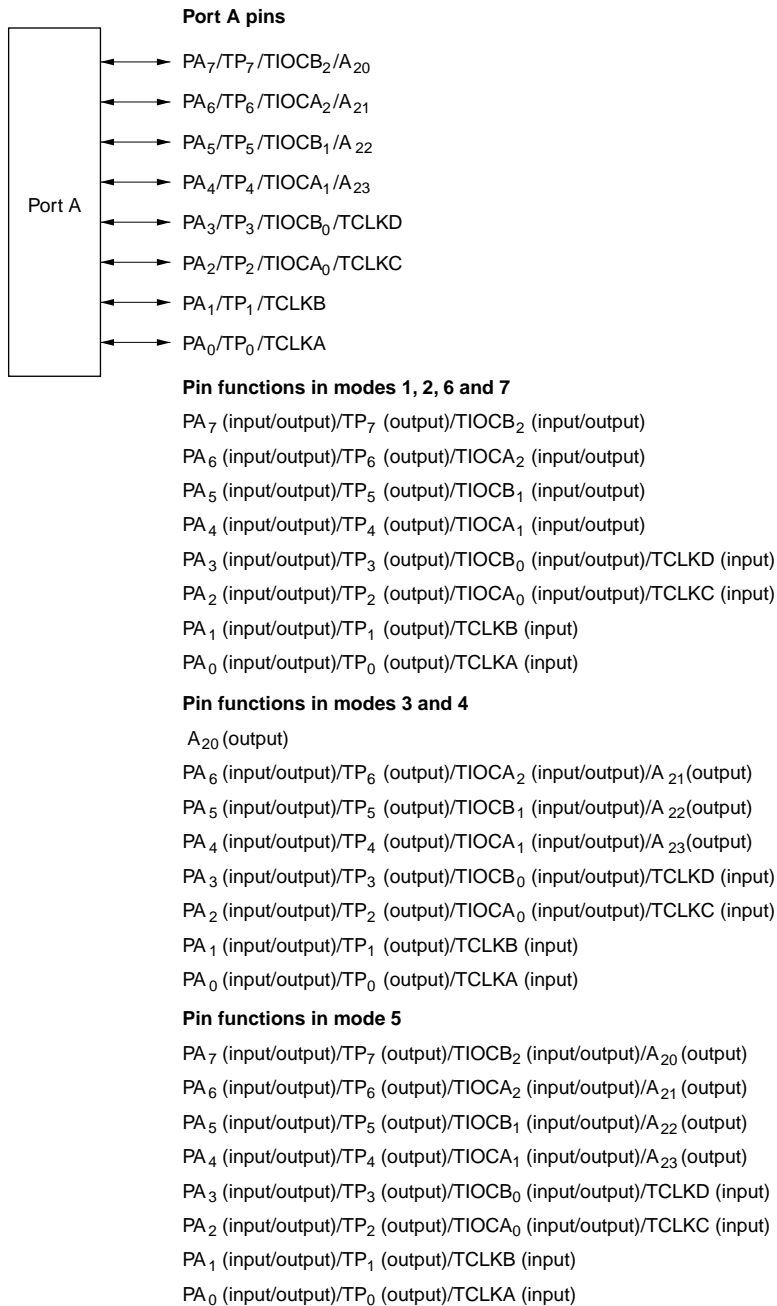 Port A pins
PA₇/TP₇/TIOCB₂/A₂₀
PA₆/TP₆/TIOCA₂/A₂₁
PA₅/TP₅/TIOCB₁/A₂₂
PA₄/TP₄/TIOCA₁/A₂₃
Port A
PA₃/TP₃/TIOCB₀/TCLKD
PA₂/TP₂/TIOCA₀/TCLKC
PA₁/TP₁/TCLKB
PA₀/TP₀/TCLKA
Pin functions in modes 1, 2, 6 and 7
PA₇ (input/output)/TP₇ (output)/TIOCB₂ (input/output)
PA₆ (input/output)/TP₆ (output)/TIOCA₂ (input/output)
PA₅ (input/output)/TP₅ (output)/TIOCB₁ (input/output)
PA₄ (input/output)/TP₄ (output)/TIOCA₁ (input/output)
PA₃ (input/output)/TP₃ (output)/TIOCB₀ (input/output)/TCLKD (input)
PA₂ (input/output)/TP₂ (output)/TIOCA₀ (input/output)/TCLKC (input)
PA₁ (input/output)/TP₁ (output)/TCLKB (input)
PA₀ (input/output)/TP₀ (output)/TCLKA (input)
Pin functions in modes 3 and 4
A₂₀ (output)
PA₆ (input/output)/TP₆ (output)/TIOCA₂ (input/output)/A₂₁(output)
PA₅ (input/output)/TP₅ (output)/TIOCB₁ (input/output)/A₂₂(output)
PA₄ (input/output)/TP₄ (output)/TIOCA₁ (input/output)/A₂₃(output)
PA₃ (input/output)/TP₃ (output)/TIOCB₀ (input/output)/TCLKD (input)
PA₂ (input/output)/TP₂ (output)/TIOCA₀ (input/output)/TCLKC (input)
PA₁ (input/output)/TP₁ (output)/TCLKB (input)
PA₀ (input/output)/TP₀ (output)/TCLKA (input)
Pin functions in mode 5
PA₇ (input/output)/TP₇ (output)/TIOCB₂ (input/output)/A₂₀ (output)
PA₆ (input/output)/TP₆ (output)/TIOCA₂ (input/output)/A₂₁ (output)
PA₅ (input/output)/TP₅ (output)/TIOCB₁ (input/output)/A₂₂ (output)
PA₄ (input/output)/TP₄ (output)/TIOCA₁ (input/output)/A₂₃ (output)
PA₃ (input/output)/TP₃ (output)/TIOCB₀ (input/output)/TCLKD (input)
PA₂ (input/output)/TP₂ (output)/TIOCA₀ (input/output)/TCLKC (input)
PA₁ (input/output)/TP₁ (output)/TCLKB (input)
PA₀ (input/output)/TP₀ (output)/TCLKA (input)